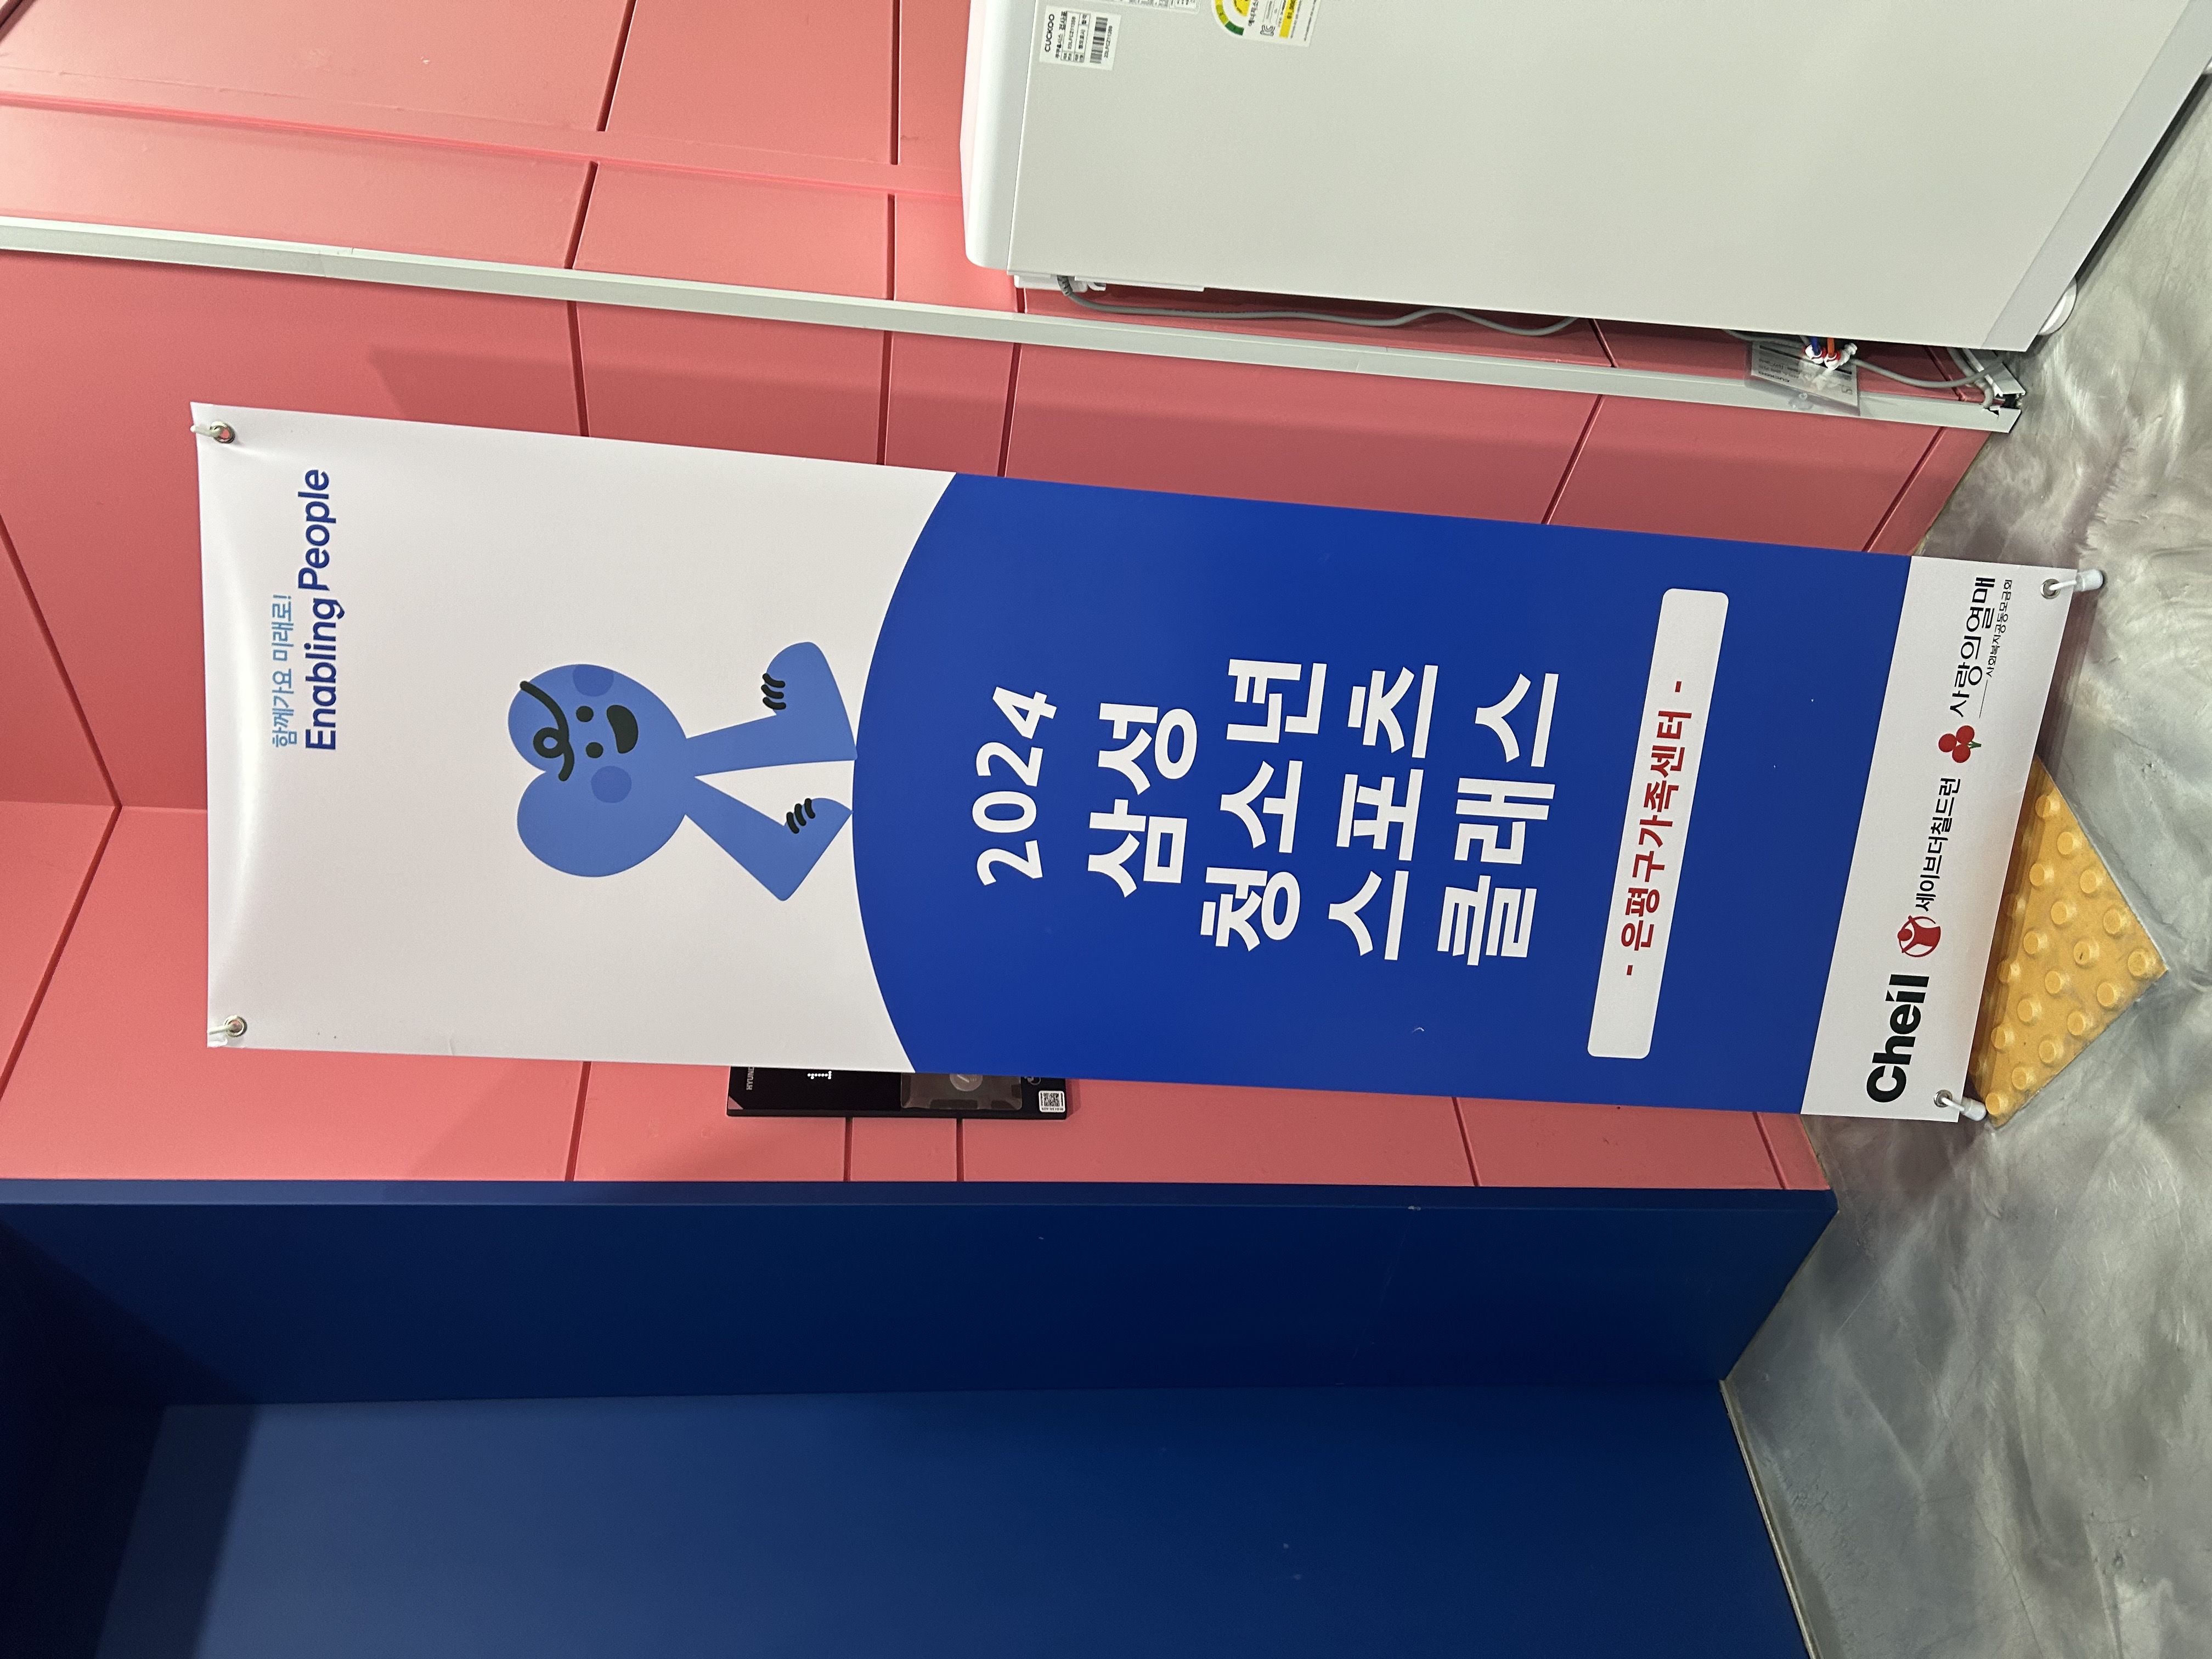 함께가요 미래로!
Enabling People
2024
삼성
청소년
스포츠
클래스
- 은평구가족센터 -
Cheil 세이브더칠드런 사랑의열매
사회복지공동모금회
CUCKOO
HYUND